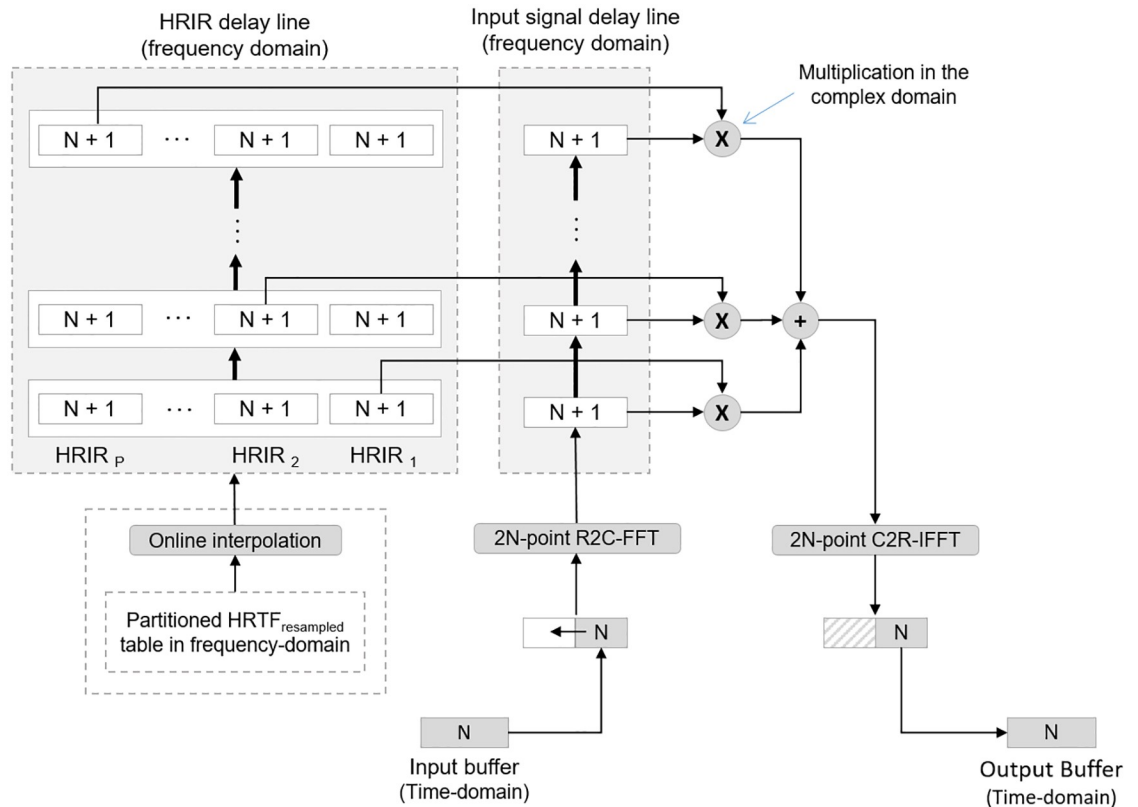 HRIR delay line
(frequency domain)
Input signal delay line
(frequency domain)
Multiplication in the
complex domain
N + 1 ··· N + 1 N + 1
N + 1
X
⋮
⋮
N + 1 ··· N + 1 N + 1
N + 1
X
+
N + 1 ··· N + 1 N + 1
N + 1
X
HRIR P
HRIR 2
HRIR 1
Online interpolation
2N-point R2C-FFT
2N-point C2R-IFFT
Partitioned HRTFresampled
table in frequency-domain
N
N
N
Input buffer
(Time-domain)
N
Output Buffer
(Time-domain)